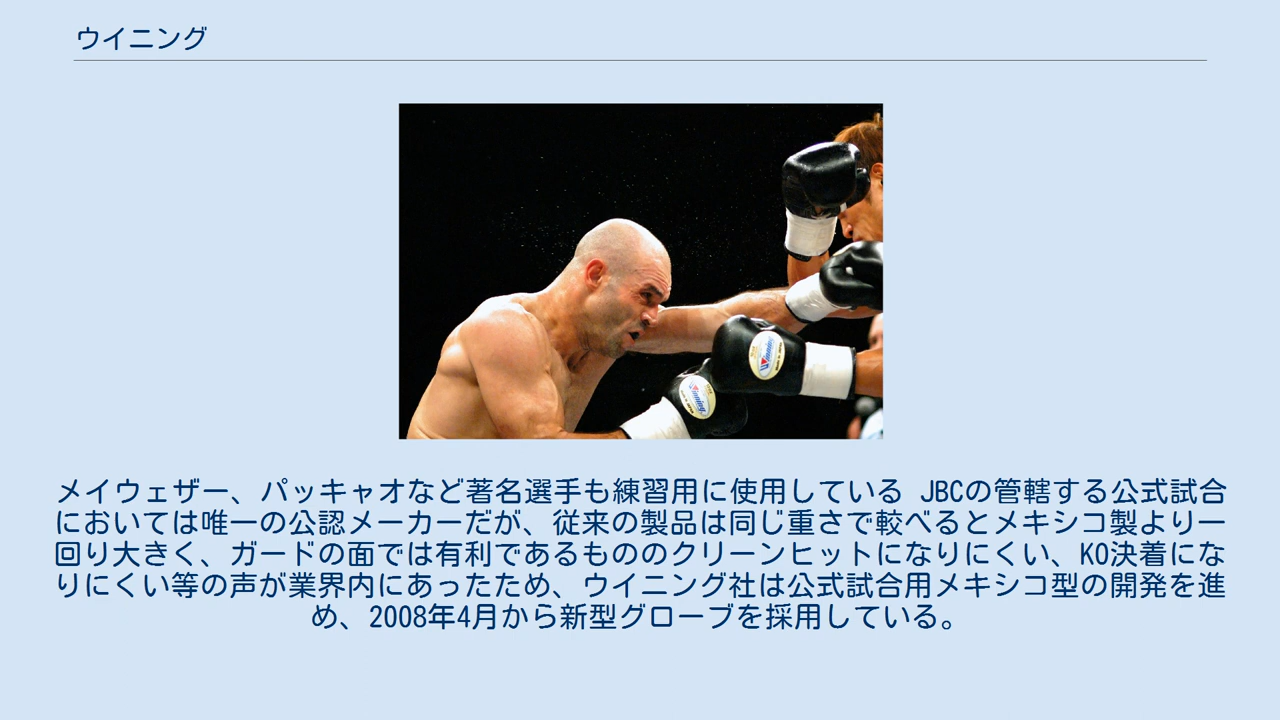 ウイニング
Winning
Winning
メイウェザー、パッキャオなど著名選手も練習用に使用している JBCの管轄する公式試合
においては唯一の公認メーカーだが、従来の製品は同じ重さで較べるとメキシコ製より一
回り大きく、ガードの面では有利であるもののクリーンヒットになりにくい、KO決着にな
りにくい等の声が業界内にあったため、ウイニング社は公式試合用メキシコ型の開発を進
め、2008年4月から新型グローブを採用している。